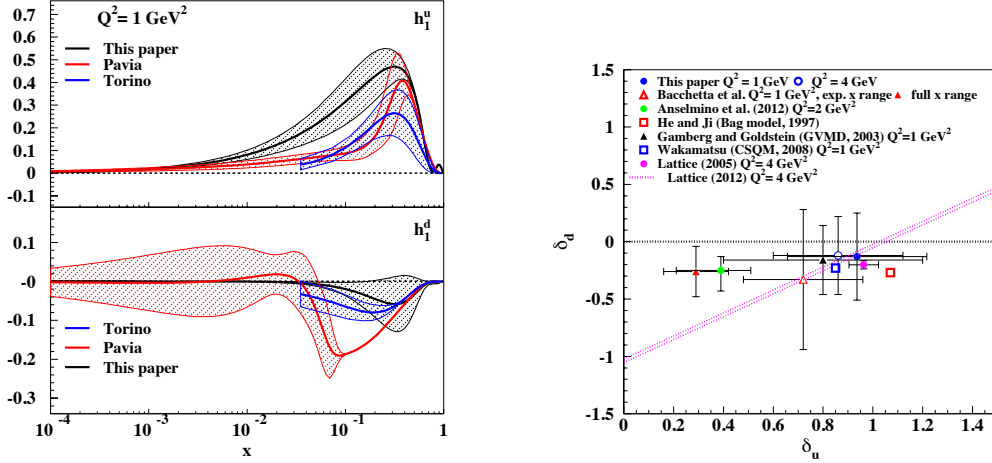 Q²= 1 GeV²
h₁ᵘ
This paper
Pavia
Torino
0.7
0.6
0.5
0.4
0.3
0.2
0.1
0
-0.1
h₁ᵈ
0.1
-0
-0.1
-0.2
-0.3
Torino
Pavia
This paper
10⁻⁴
10⁻³
10⁻²
10⁻¹
1
x
This paper Q² = 1 GeV
Q² = 4 GeV
Bacchetta et al. Q²= 1 GeV², exp. x range
full x range
Anselmino et al. (2012) Q²=2 GeV²
He and Ji (Bag model, 1997)
Gamberg and Goldstein (GVMD, 2003) Q²=1 GeV²
Wakamatsu (CSQM, 2008) Q²=1 GeV²
Lattice (2005) Q²= 4 GeV²
Lattice (2012) Q²= 4 GeV²
1.5
1
0.5
0
-0.5
-1
-1.5
δd
0
0.2
0.4
0.6
0.8
1
1.2
1.4
δu